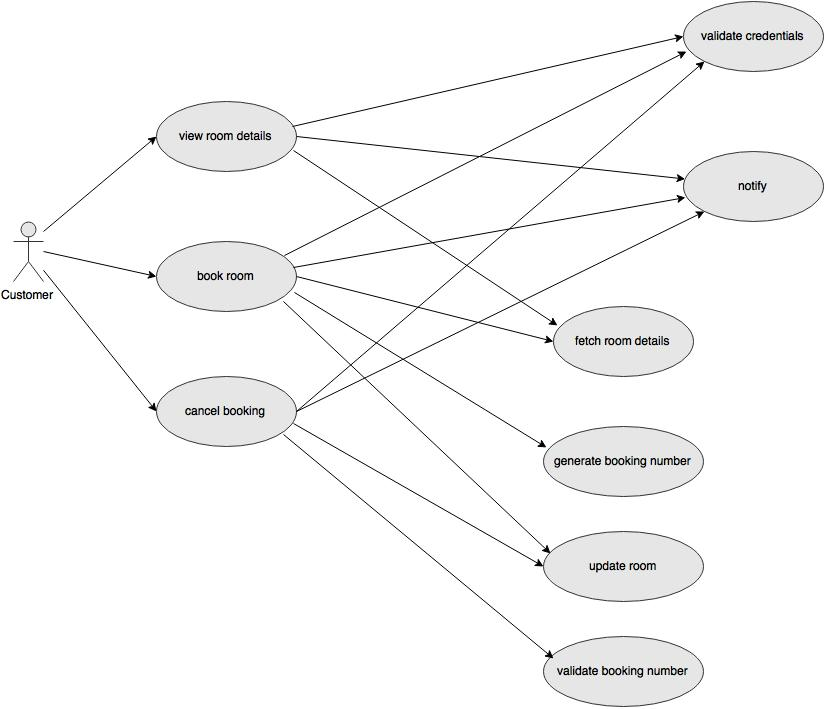 validate credentials
view room details
notify
book room
Customer
fetch room details
cancel booking
generate booking number
update room
validate booking number